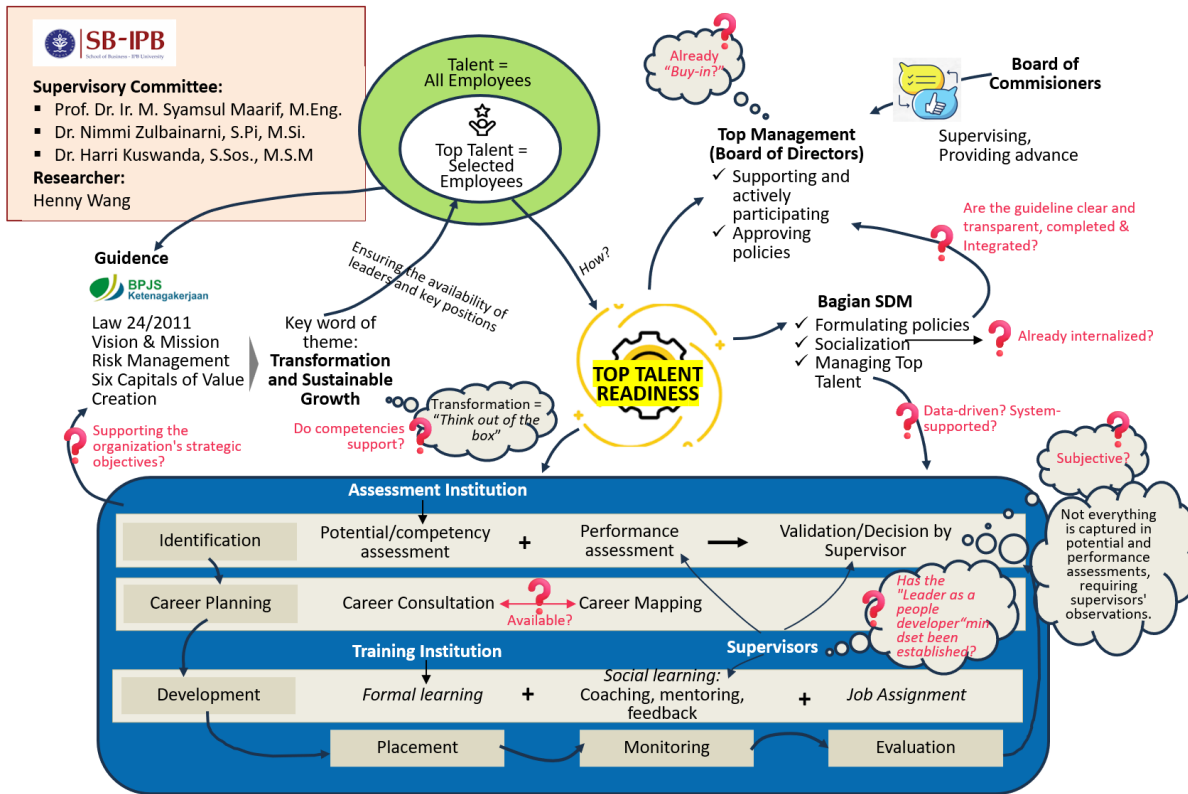 SB-IPB
School of Business - IPB University
Supervisory Committee:
▪ Prof. Dr. Ir. M. Syamsul Maarif, M.Eng.
▪ Dr. Nimmi Zulbainarni, S.Pi, M.Si.
▪ Dr. Harri Kuswanda, S.Sos., M.S.M
Researcher:
Henny Wang
Talent =
All Employees
Top Talent =
Selected
Employees
Already
“Buy-in?”
Board of
Commisioners
Supervising,
Providing advance
Top Management
(Board of Directors)
✓ Supporting and
actively
participating
✓ Approving
policies
Are the guideline clear and
transparent, completed &
Integrated?
Guidence
BPJS
Ketenagakerjaan
Law 24/2011
Vision & Mission
Risk Management
Six Capitals of Value
Creation
Key word of
theme:
Transformation
and Sustainable
Growth
Ensuring the availability of
leaders and key positions
How?
TOP TALENT
READINESS
Bagian SDM
✓ Formulating policies
✓ Socialization
✓ Managing Top
Talent
Already internalized?
Transformation =
“Think out of the
box”
Do competencies
support?
Supporting the
organization's strategic
objectives?
Data-driven? System-
supported?
Subjective?
Not everything
is captured in
potential and
performance
assessments,
requiring
supervisors'
observations.
Assessment Institution
Identification
Potential/competency
assessment
+
Performance
assessment
Validation/Decision by
Supervisor
Career Planning
Career Consultation
Available?
Career Mapping
Has the
"Leader as a
people
developer“min
dset been
established?
Training Institution
Supervisors
Development
Formal learning
+
Social learning:
Coaching, mentoring,
feedback
+
Job Assignment
Placement
Monitoring
Evaluation